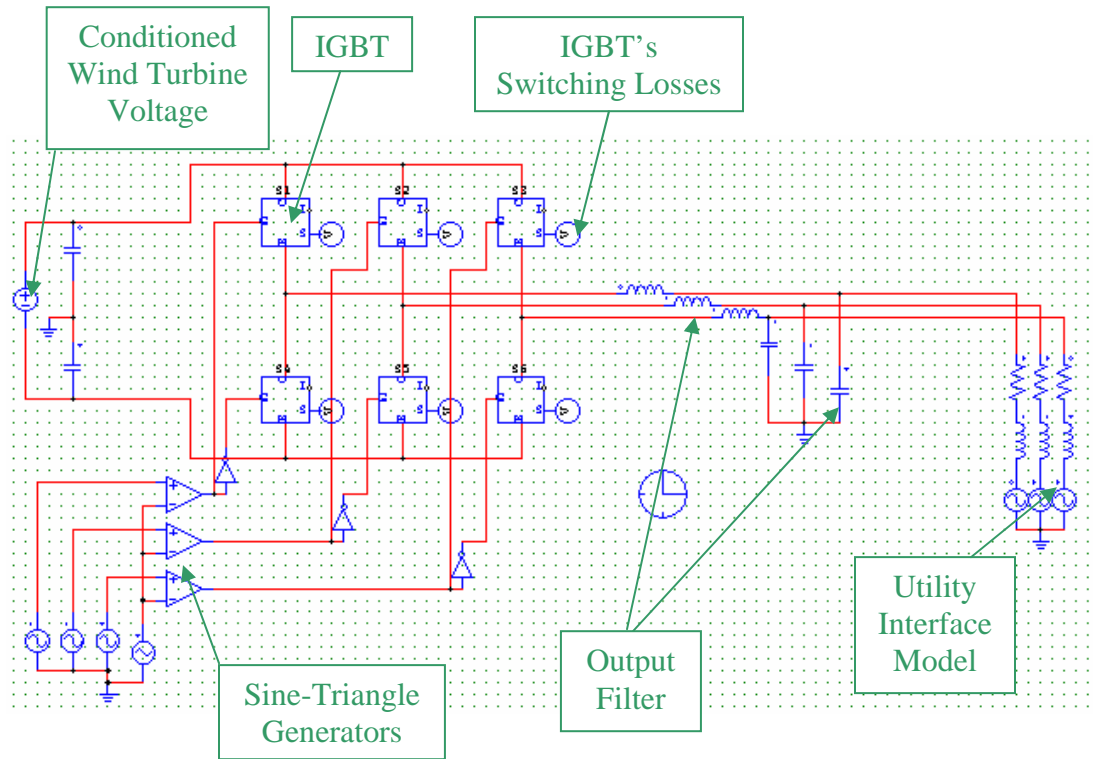 Conditioned
Wind Turbine
Voltage
IGBT
IGBT's
Switching Losses
S1
S2
S3
S4
S5
S6
Sine-Triangle
Generators
Output
Filter
Utility
Interface
Model